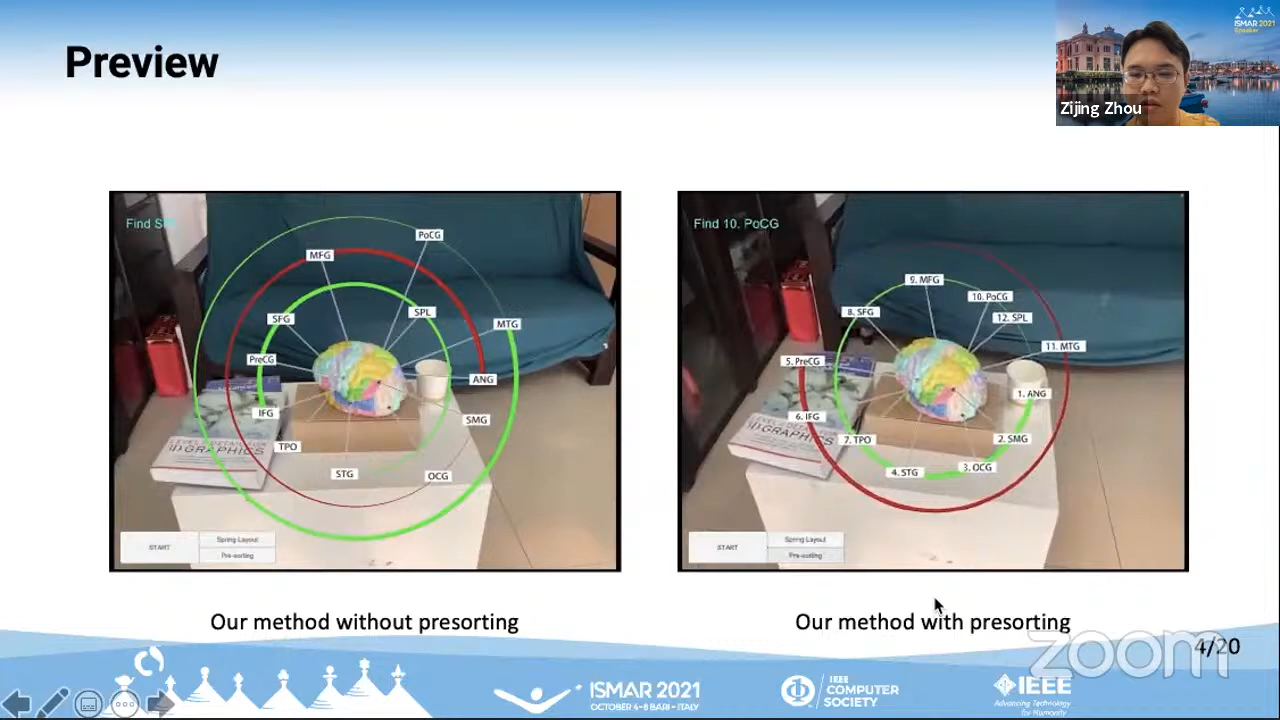 Preview
ISMAR 2021
Speaker
Zijing Zhou
Find
MFG
PoCG
SFG
SPL
MTG
PreCG
ANG
IFG
SMG
TPO
STG
OCG
GRAPHICS
START
Spring Layout
Pre-sorting
Find 10. PoCG
9. MFG
10. PoCG
8. SFG
12. SPL
11. MTG
5. PreCG
1. ANG
6. IFG
7. TPO
2. SMG
4. STG
3. OCG
GRAPHICS
START
Spring Layout
Pre-sorting
Our method without presorting
Our method with presorting
zoom
4/20
ISMAR 2021
OCTOBER 4-8 BARI - ITALY
IEEE
COMPUTER
SOCIETY
IEEE
Advancing Technology
for Humanity